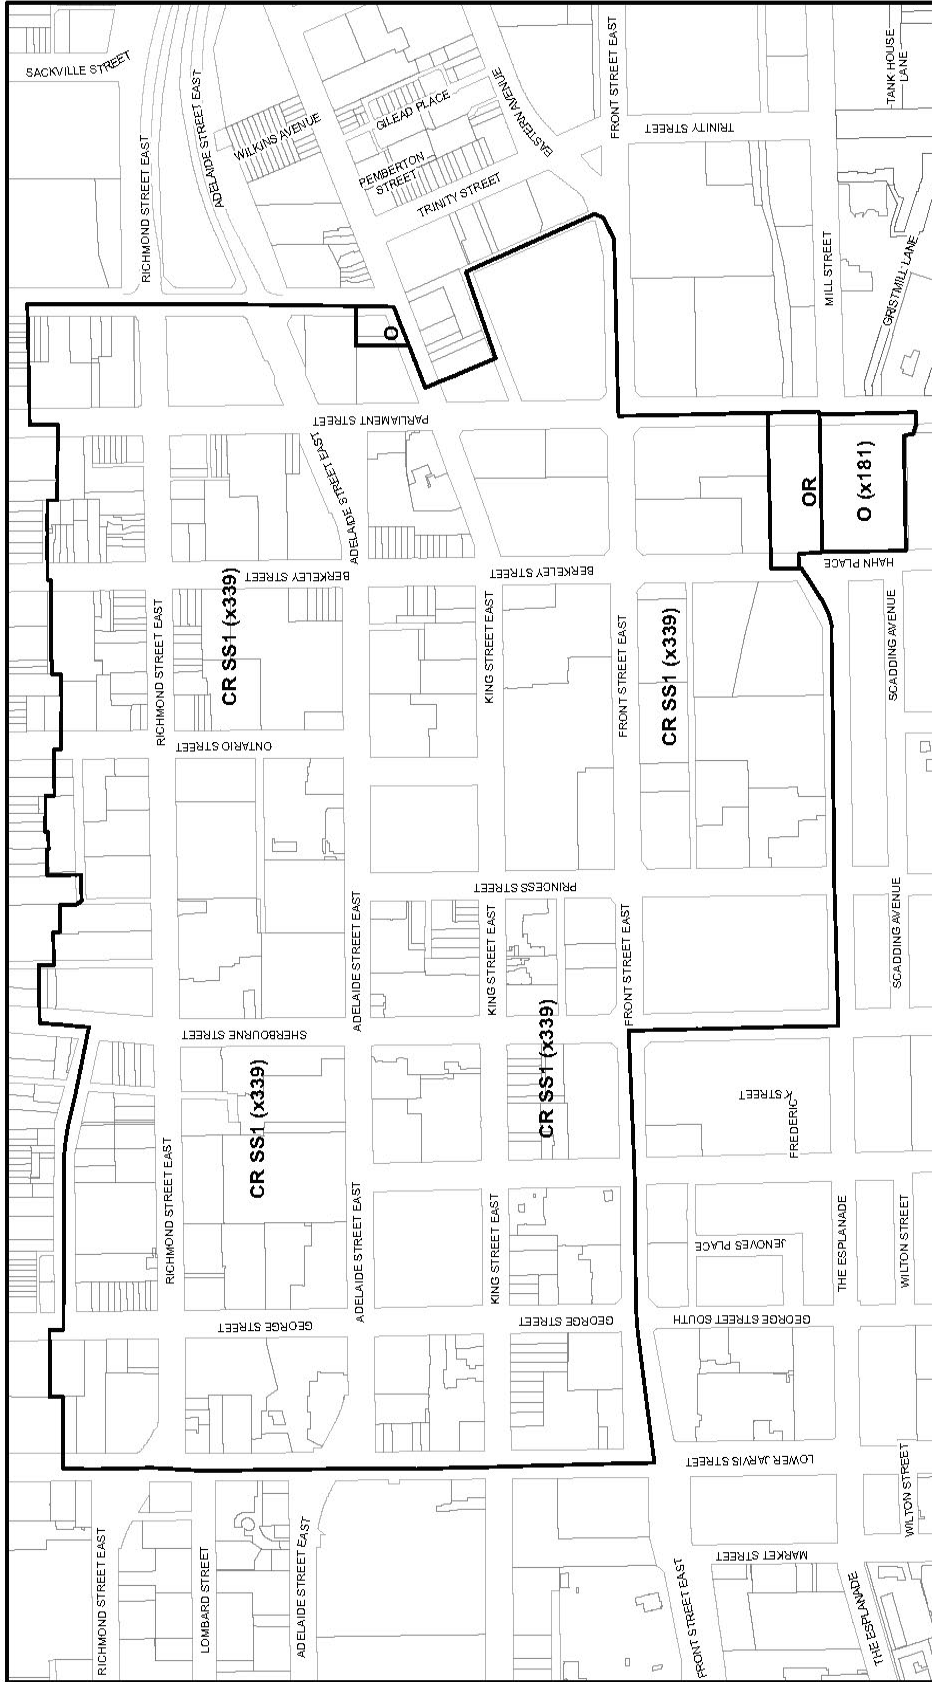 SACKVILLE STREET
RICHMOND STREET EAST
ADELAIDE STREET EAST
WILKINS AVENUE
GILEAD PLACE
PEMBERTON
STREET
TRINITY STREET
EASTERN AVENUE
FRONT STREET EAST
TRINITY STREET
TANK HOUSE
LANE
MILL STREET
GRISTMILL LANE
O
PARLIAMENT STREET
ADELAIDE STREET EAST
ADELAIDE STREET EAST
BERKELEY STREET
BERKELEY STREET
OR
O (x181)
HAHN PLACE
RICHMOND STREET EAST
CR SS1 (x339)
KING STREET EAST
FRONT STREET EAST
CR SS1 (x339)
SCADDING AVENUE
ONTARIO STREET
PRINCESS STREET
ADELAIDE STREET EAST
KING STREET EAST
FRONT STREET EAST
SCADDING AVENUE
SHERBOURNE STREET
CR SS1 (x339)
CR SS1 (x339)
FREDERICK STREET
RICHMOND STREET EAST
ADELAIDE STREET EAST
KING STREET EAST
JENOVES PLACE
THE ESPLANADE
WILTON STREET
GEORGE STREET
GEORGE STREET
GEORGE STREET SOUTH
LOWER JARVIS STREET
WILTON STREET
RICHMOND STREET EAST
LOMBARD STREET
ADELAIDE STREET EAST
FRONT STREET EAST
MARKET STREET
THE ESPLANADE